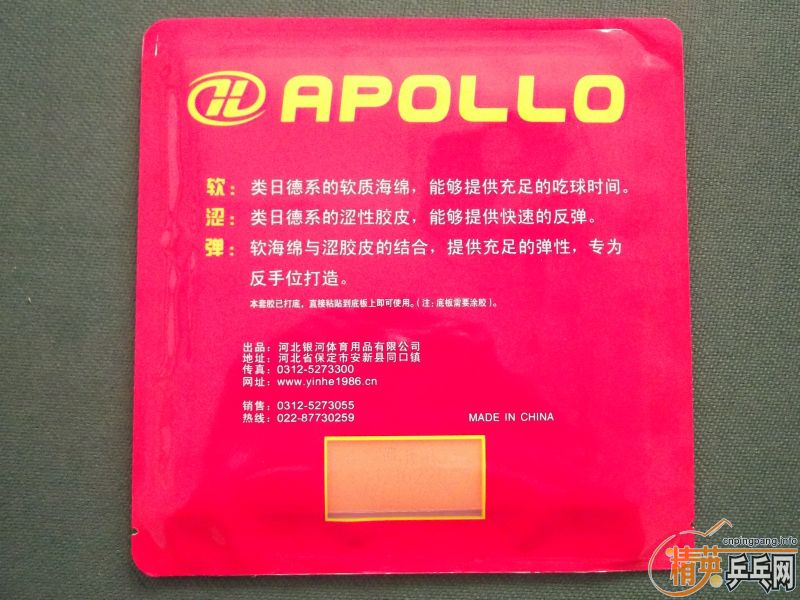 APOLLO
软：类日德系的软质海绵，能够提供充足的吃球时间。
涩：类日德系的涩性胶皮，能够提供快速的反弹。
弹：软海绵与涩胶皮的结合，提供充足的弹性，专为
反手位打造。
本套胶已打底，直接粘贴到底板上即可使用。（注：底板需要涂胶）。
出品：河北银河体育用品有限公司
地址：河北省保定市安新县同口镇
传真：0312-5273300
网址：www.yinhe1986.cn
销售：0312-5273055
热线：022-87730259
MADE IN CHINA
cnpingpang.info
精英乒乓网